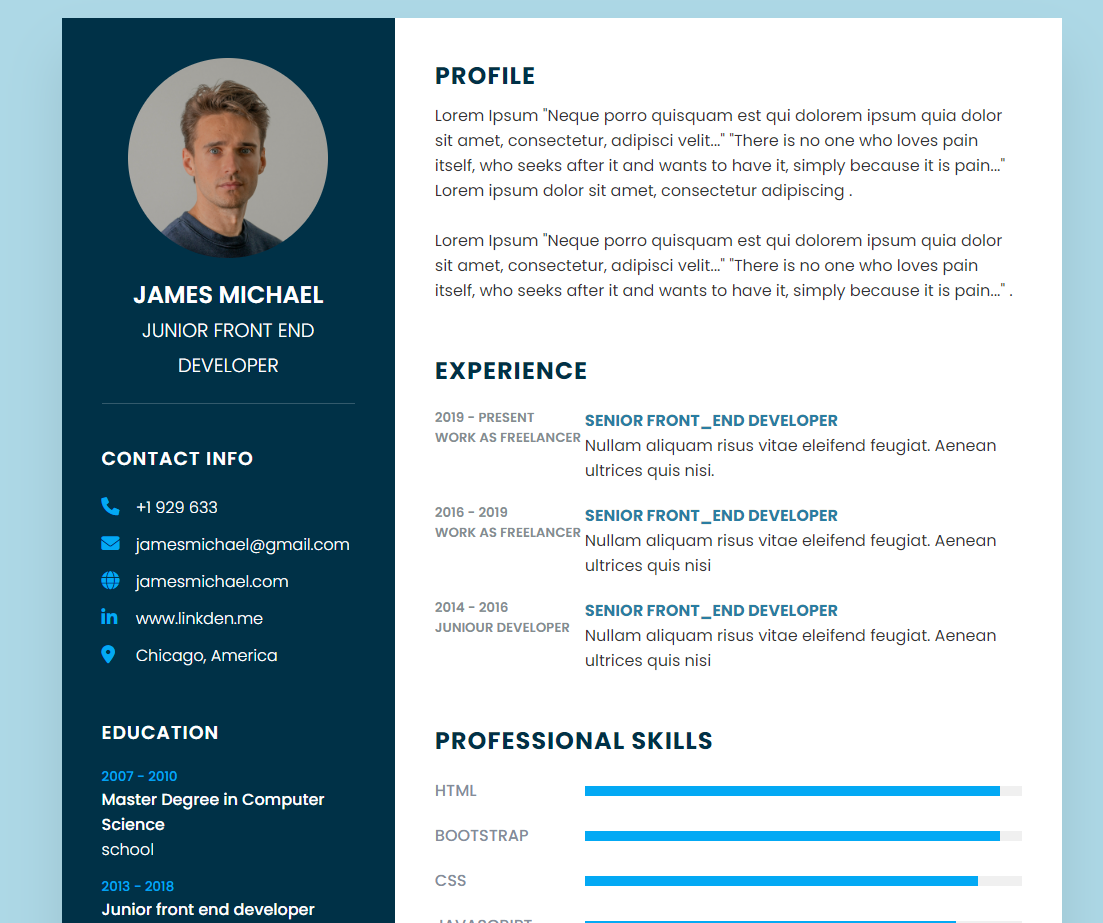 JAMES MICHAEL
JUNIOR FRONT END
DEVELOPER
CONTACT INFO
+1 929 633
jamesmichael@gmail.com
jamesmichael.com
www.linkden.me
Chicago, America
EDUCATION
2007 - 2010
Master Degree in Computer
Science
school
2013 - 2018
Junior front end developer
PROFILE
Lorem Ipsum "Neque porro quisquam est qui dolorem ipsum quia dolor
sit amet, consectetur, adipisci velit..." "There is no one who loves pain
itself, who seeks after it and wants to have it, simply because it is pain..."
Lorem ipsum dolor sit amet, consectetur adipiscing .
Lorem Ipsum "Neque porro quisquam est qui dolorem ipsum quia dolor
sit amet, consectetur, adipisci velit..." "There is no one who loves pain
itself, who seeks after it and wants to have it, simply because it is pain..." .
EXPERIENCE
2019 - PRESENT
WORK AS FREELANCER
SENIOR FRONT_END DEVELOPER
Nullam aliquam risus vitae eleifend feugiat. Aenean
ultrices quis nisi.
2016 - 2019
WORK AS FREELANCER
SENIOR FRONT_END DEVELOPER
Nullam aliquam risus vitae eleifend feugiat. Aenean
ultrices quis nisi
2014 - 2016
JUNIOUR DEVELOPER
SENIOR FRONT_END DEVELOPER
Nullam aliquam risus vitae eleifend feugiat. Aenean
ultrices quis nisi
PROFESSIONAL SKILLS
HTML
BOOTSTRAP
CSS
JAVASCRIPT